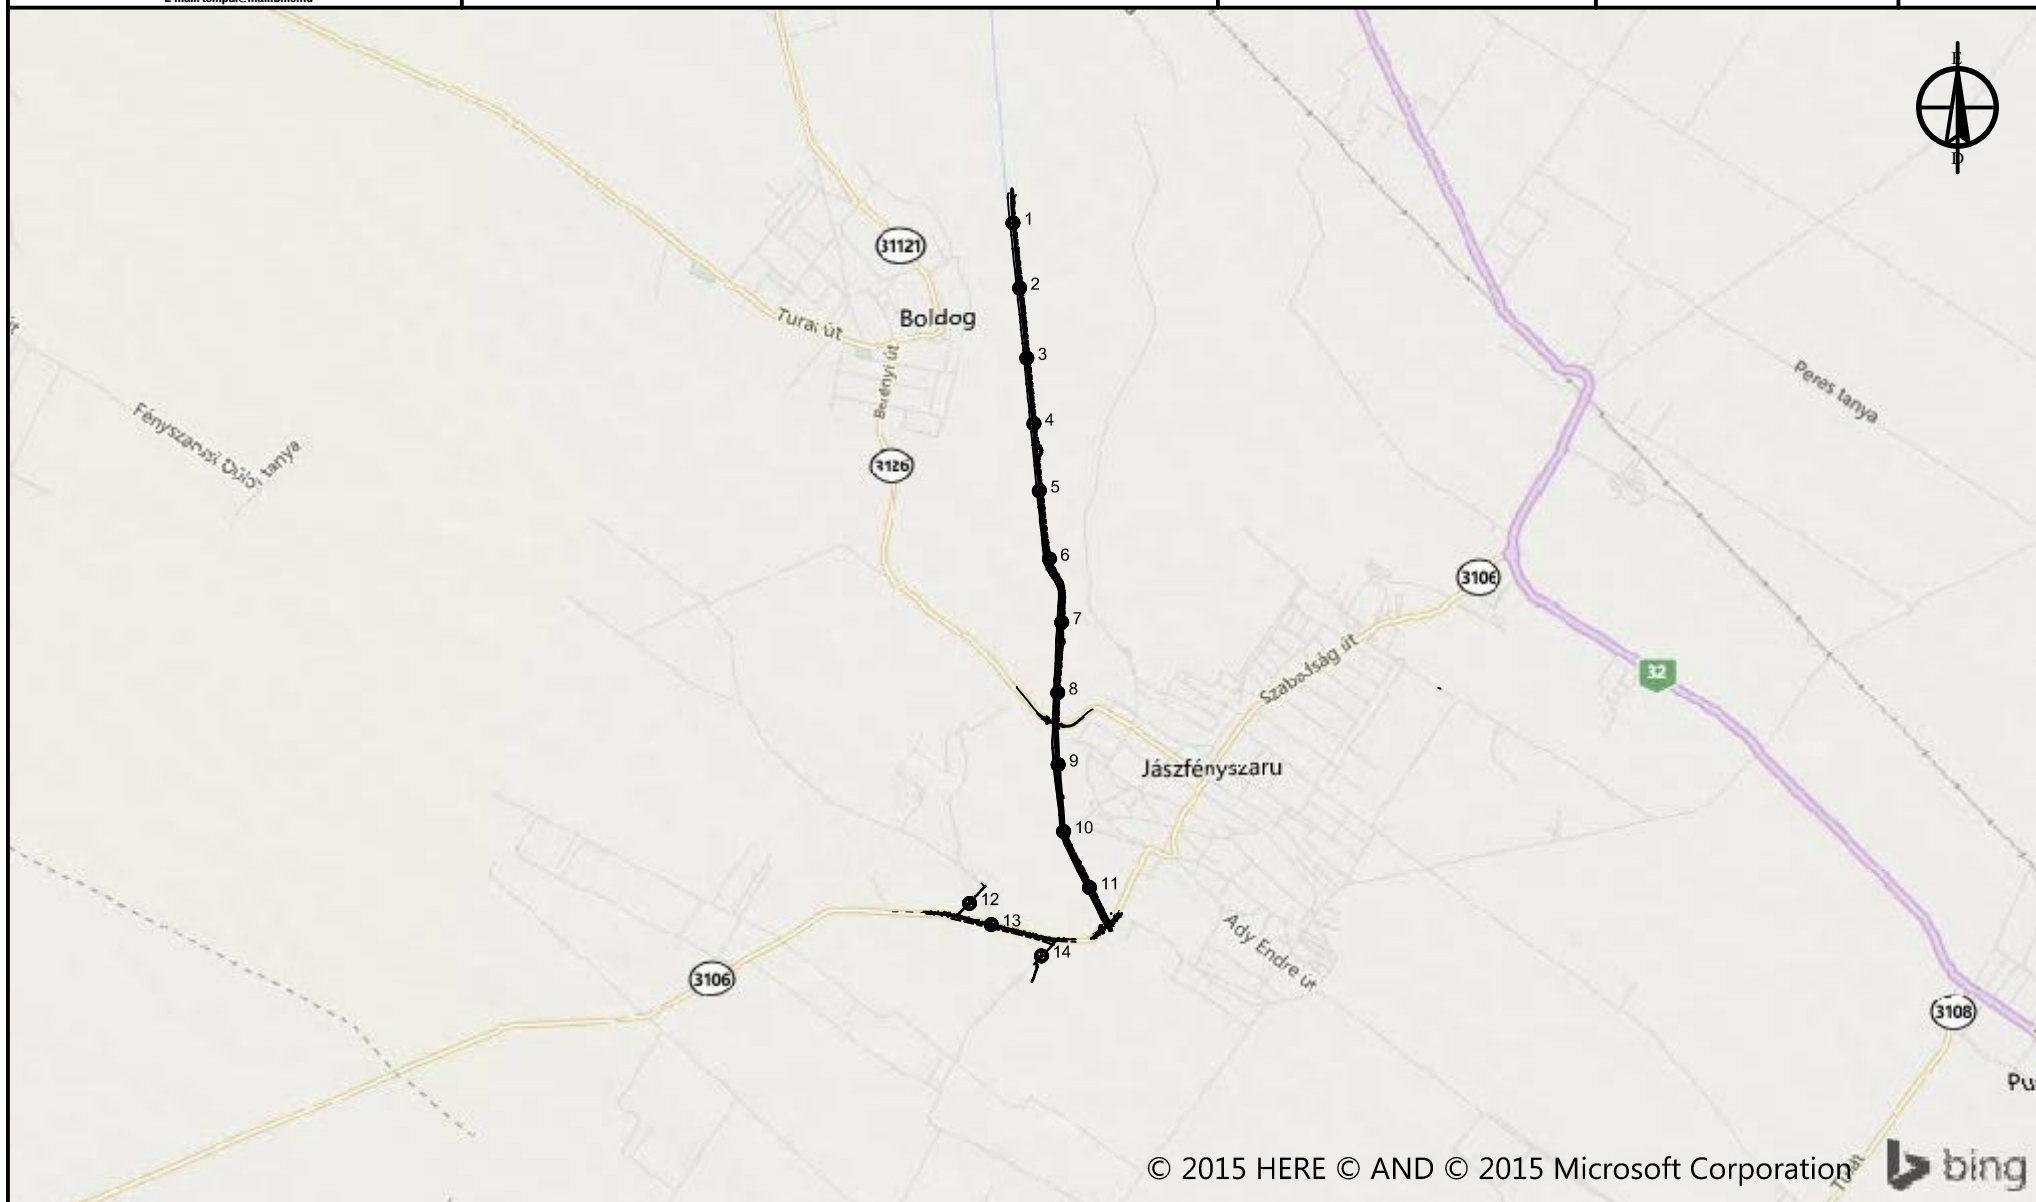 E
D
1
31121
2
Boldog
Turai út
3
Berényi út
Peres tanya
4
tanya
3126
5
6
3106
7
Szabadság út
32
8
9
Jászfényszaru
10
11
12
13
Ady Endre út
14
3106
3108
Pu
© 2015 HERE © AND © 2015 Microsoft Corporation
bing